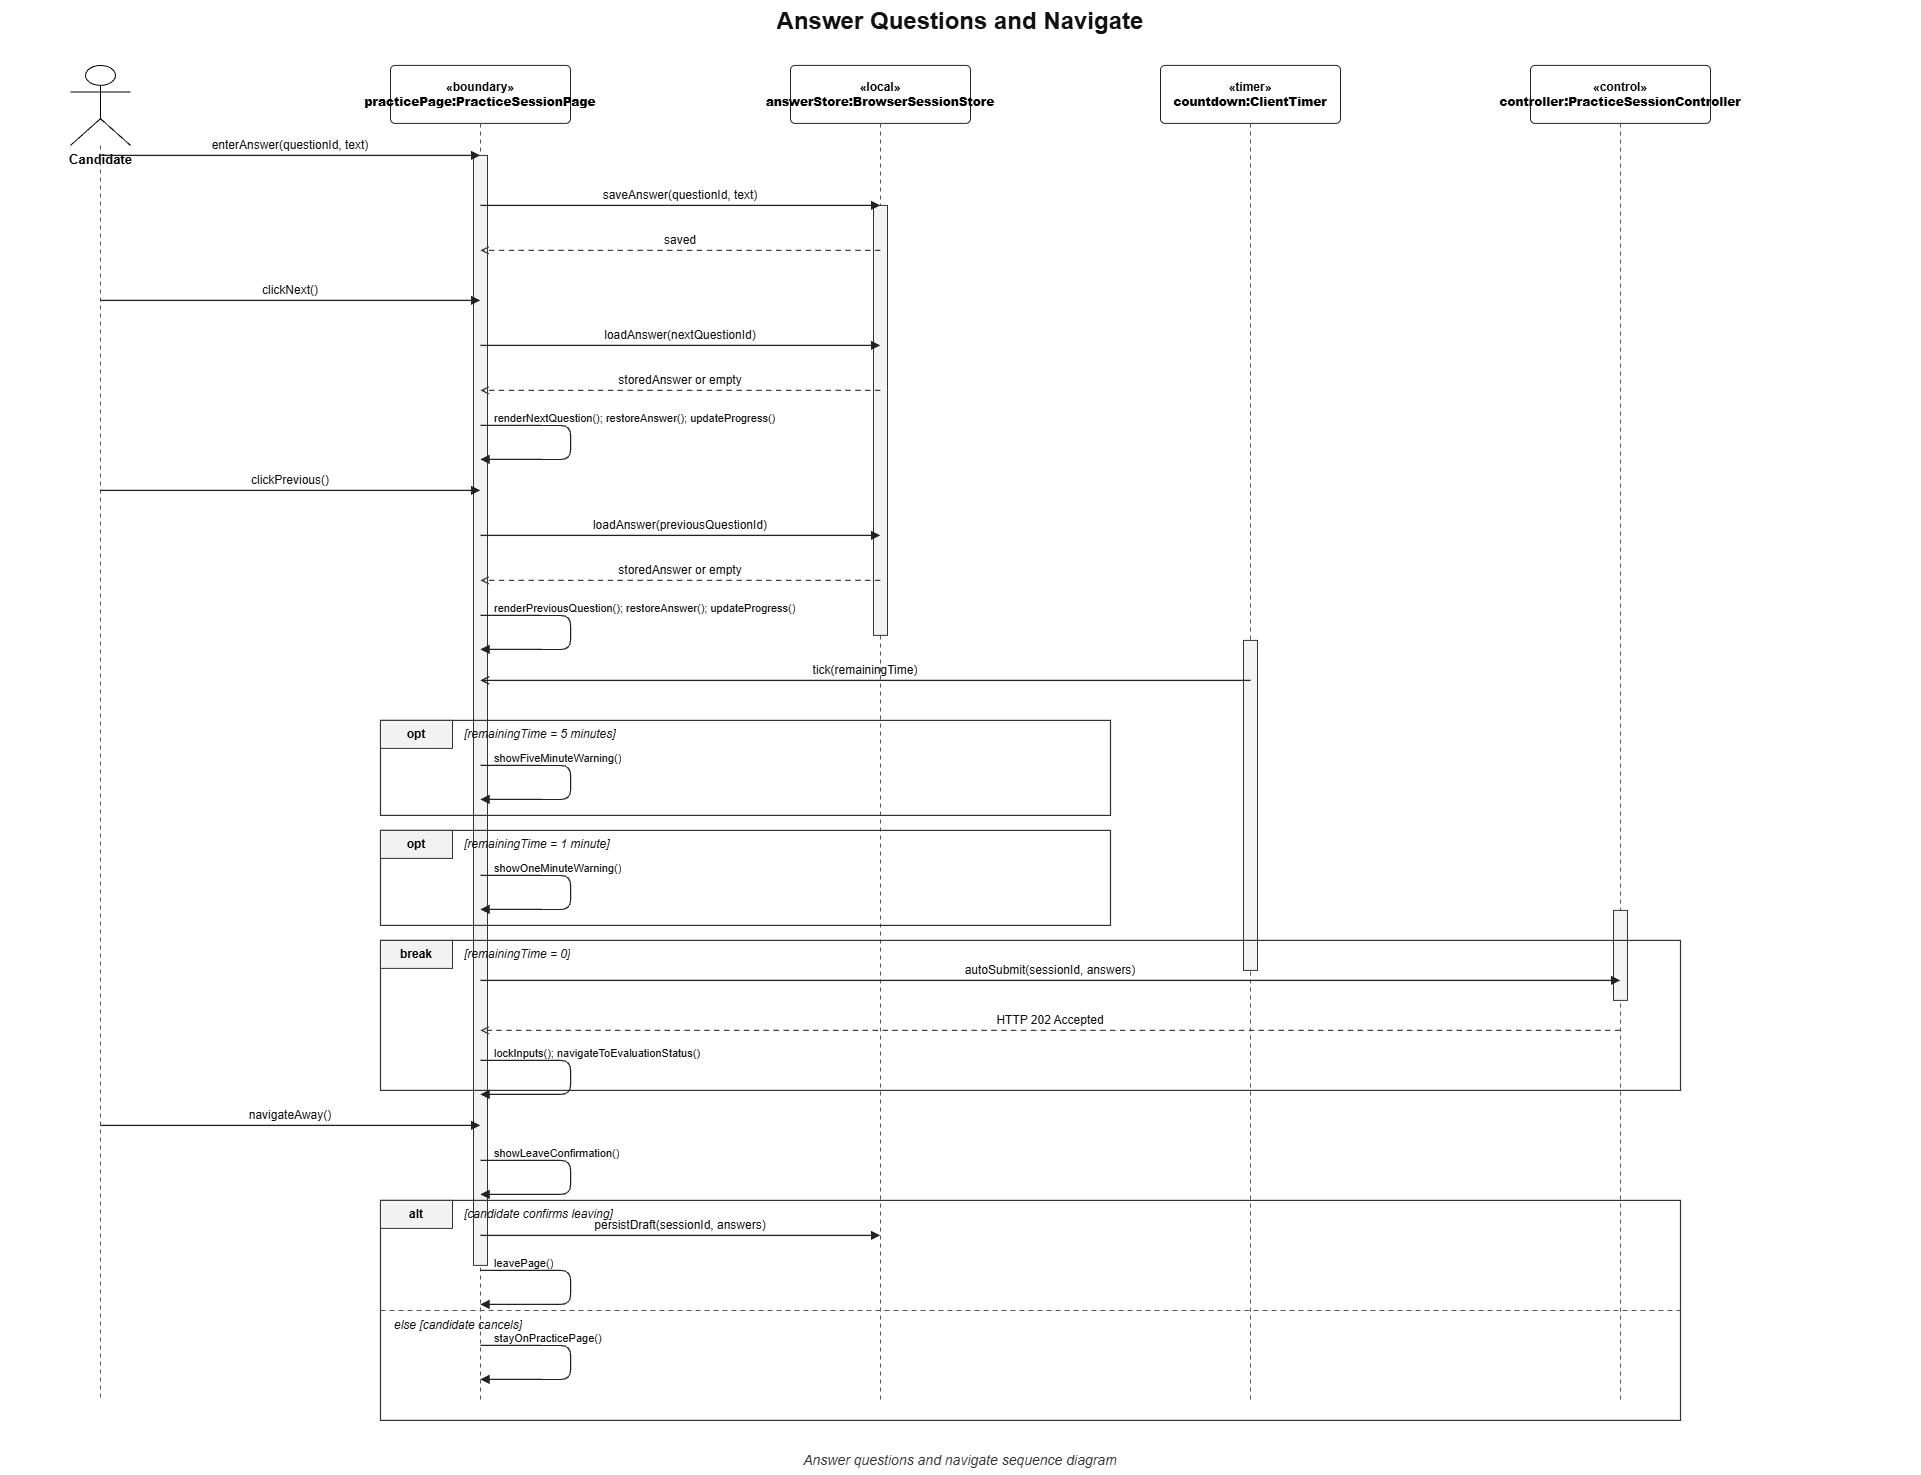 Answer Questions and Navigate
Candidate
«boundary»
practicePage:PracticeSessionPage
«local»
answerStore:BrowserSessionStore
«timer»
countdown:ClientTimer
«control»
controller:PracticeSessionController
enterAnswer(questionId, text)
saveAnswer(questionId, text)
saved
clickNext()
loadAnswer(nextQuestionId)
storedAnswer or empty
renderNextQuestion(); restoreAnswer(); updateProgress()
clickPrevious()
loadAnswer(previousQuestionId)
storedAnswer or empty
renderPreviousQuestion(); restoreAnswer(); updateProgress()
tick(remainingTime)
opt [remainingTime = 5 minutes]
showFiveMinuteWarning()
opt [remainingTime = 1 minute]
showOneMinuteWarning()
break [remainingTime = 0]
autoSubmit(sessionId, answers)
HTTP 202 Accepted
lockInputs(); navigateToEvaluationStatus()
navigateAway()
showLeaveConfirmation()
alt [candidate confirms leaving]
persistDraft(sessionId, answers)
leavePage()
else [candidate cancels]
stayOnPracticePage()
Answer questions and navigate sequence diagram